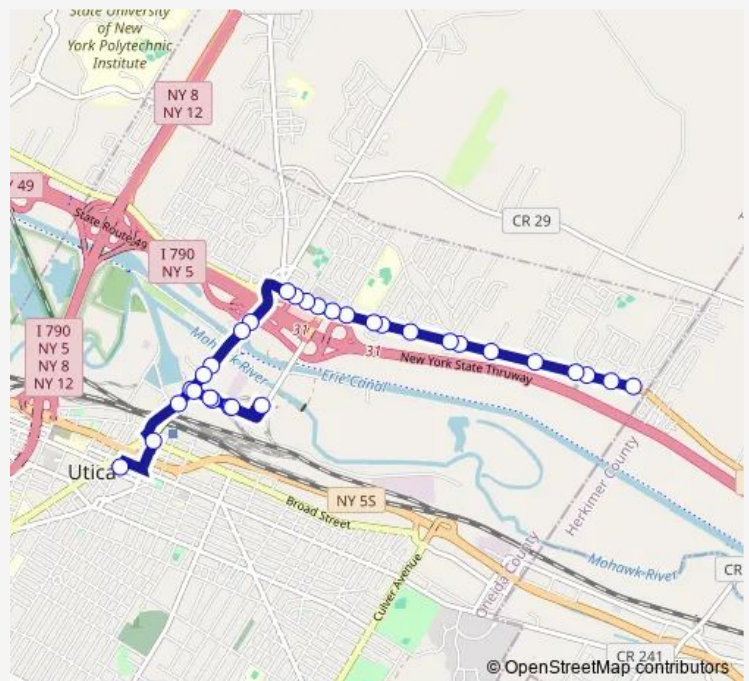 State University
of New
York Polytechnic
Institute
NY 8
NY 12
49
State Route 49
I 790
NY 5
CR 29
31
31
New York State Thruway
Mohawk River
Erie Canal
I 790
NY 5
NY 8
NY 12
Utica
NY 5S
Broad Street
Culver Avenue
Herkimer County
Oneida County
Mohawk River
CR
CR 241
© OpenStreetMap contributors